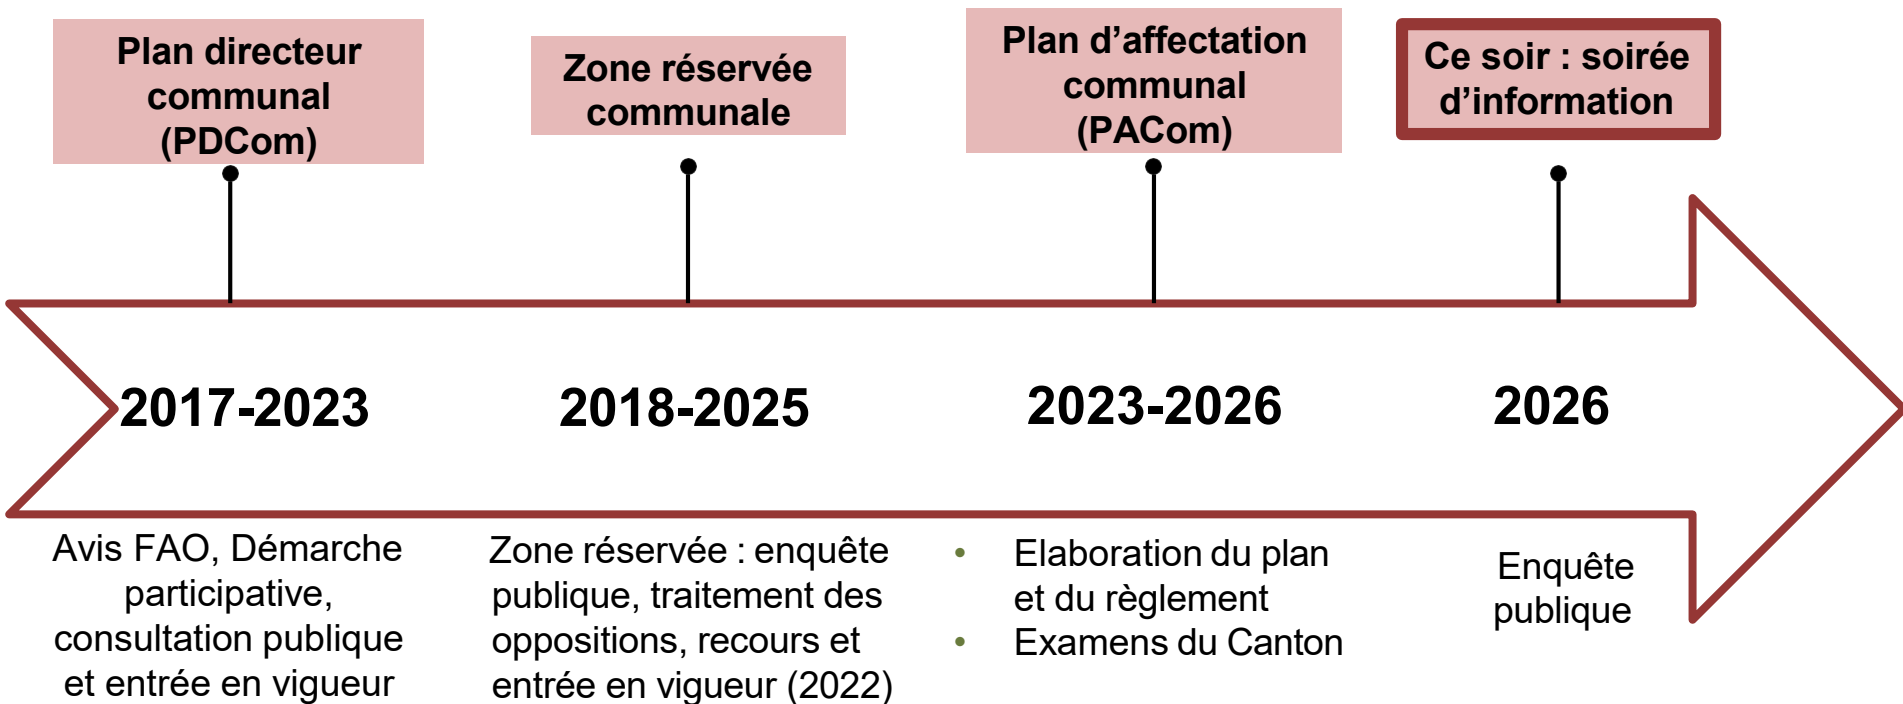 Plan directeur
communal
(PDCom)
Zone réservée
communale
Plan d’affectation
communal
(PACom)
Ce soir : soirée
d’information
2017-2023
2018-2025
2023-2026
2026
Avis FAO, Démarche
participative,
consultation publique
et entrée en vigueur
Zone réservée : enquête
publique, traitement des
oppositions, recours et
entrée en vigueur (2022)
• Elaboration du plan
et du règlement
• Examens du Canton
Enquête
publique